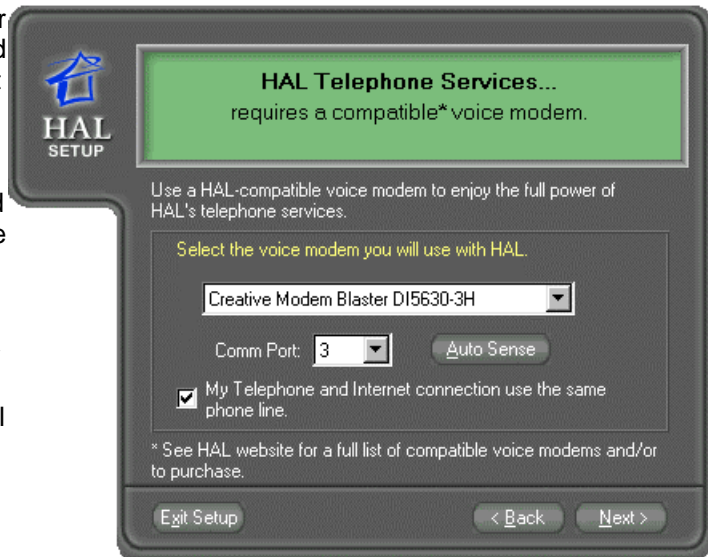 HAL
SETUP
HAL Telephone Services...
requires a compatible* voice modem.
Use a HAL-compatible voice modem to enjoy the full power of
HAL's telephone services.
Select the voice modem you will use with HAL.
Creative Modem Blaster DI5630-3H
Comm Port: 3 Auto Sense
My Telephone and Internet connection use the same
phone line.
* See HAL website for a full list of compatible voice modems and/or
to purchase.
Exit Setup < Back Next >